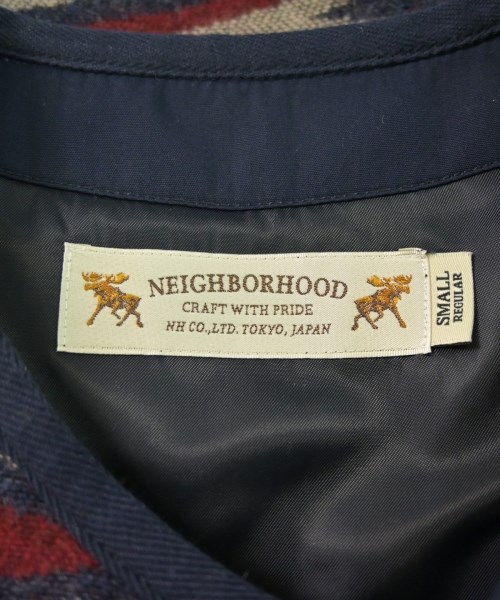 NEIGHBORHOOD
CRAFT WITH PRIDE
NH CO.,LTD. TOKYO, JAPAN
SMALL
REGULAR